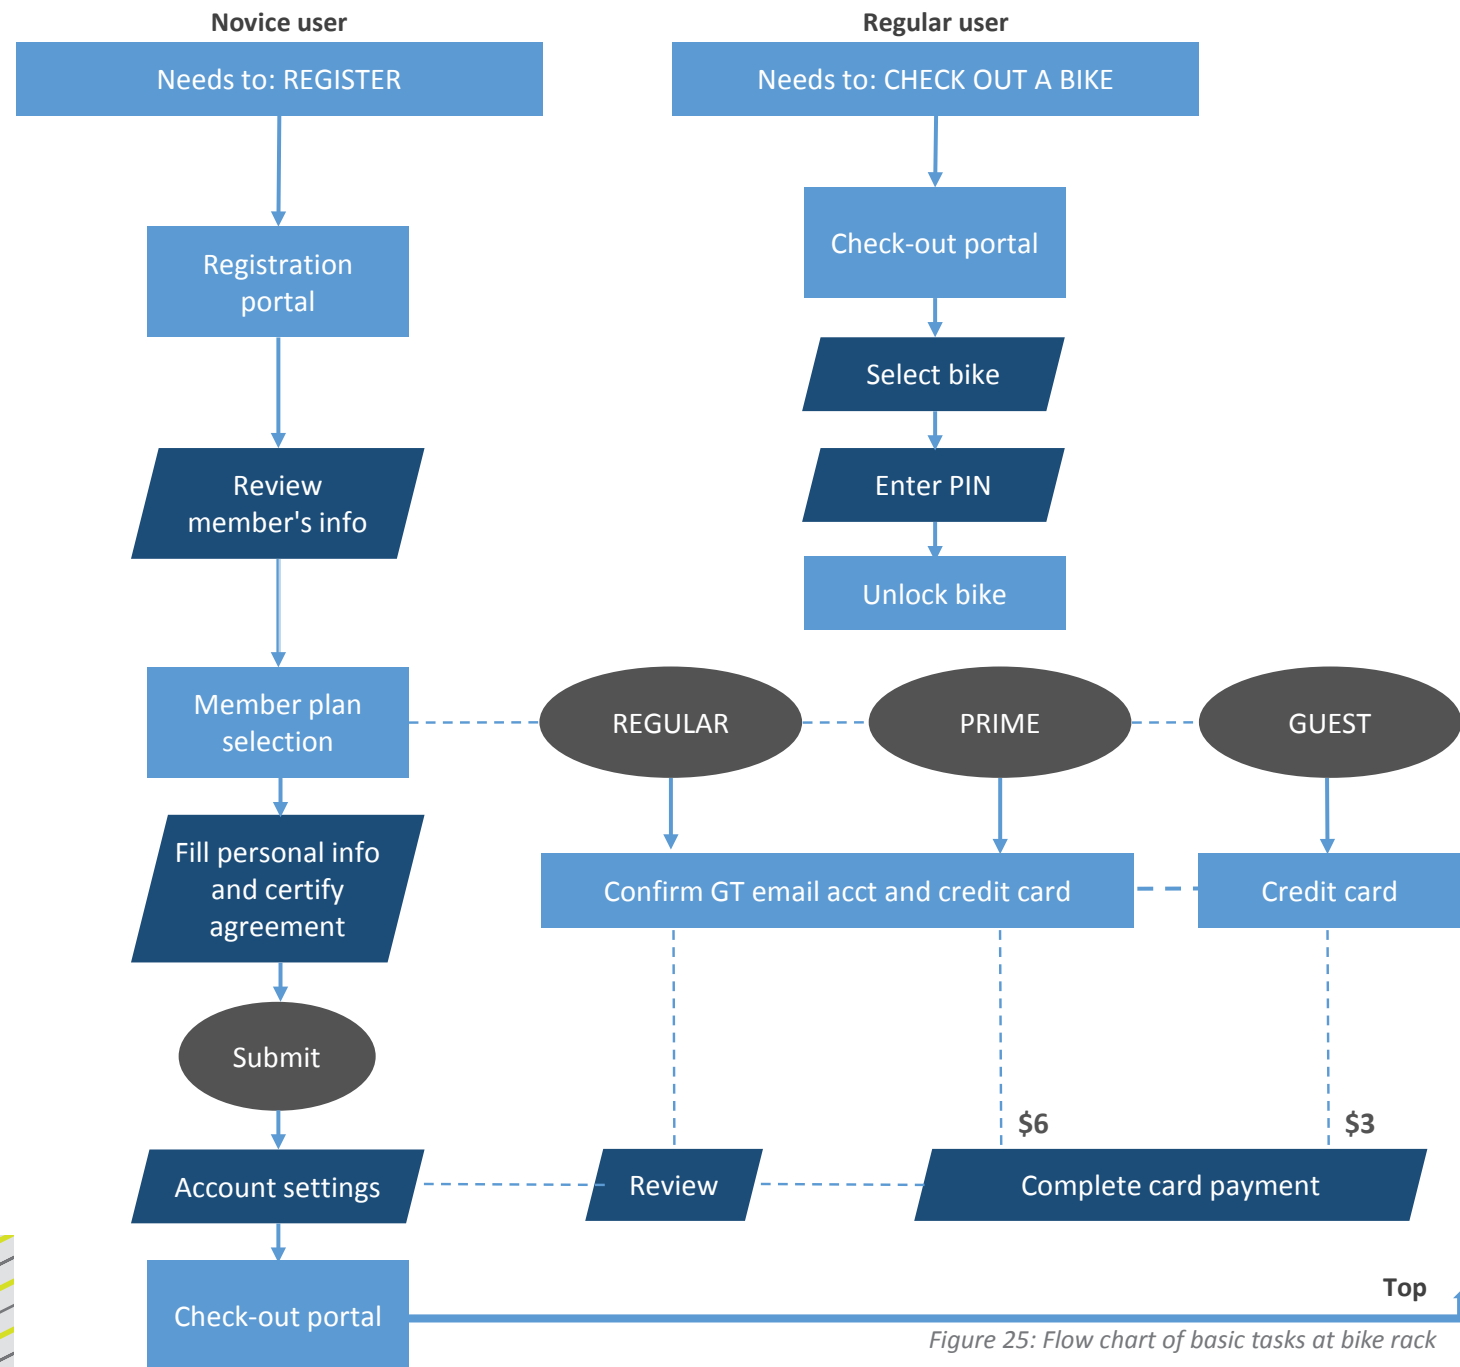 Novice user
Needs to: REGISTER
Registration
portal
Review
member's info
Member plan
selection
Fill personal info
and certify
agreement
Submit
Account settings
Check-out portal
Regular user
Needs to: CHECK OUT A BIKE
Check-out portal
Select bike
Enter PIN
Unlock bike
REGULAR
PRIME
GUEST
Confirm GT email acct and credit card
Credit card
$6
$3
Review
Complete card payment
Top
Figure 25: Flow chart of basic tasks at bike rack